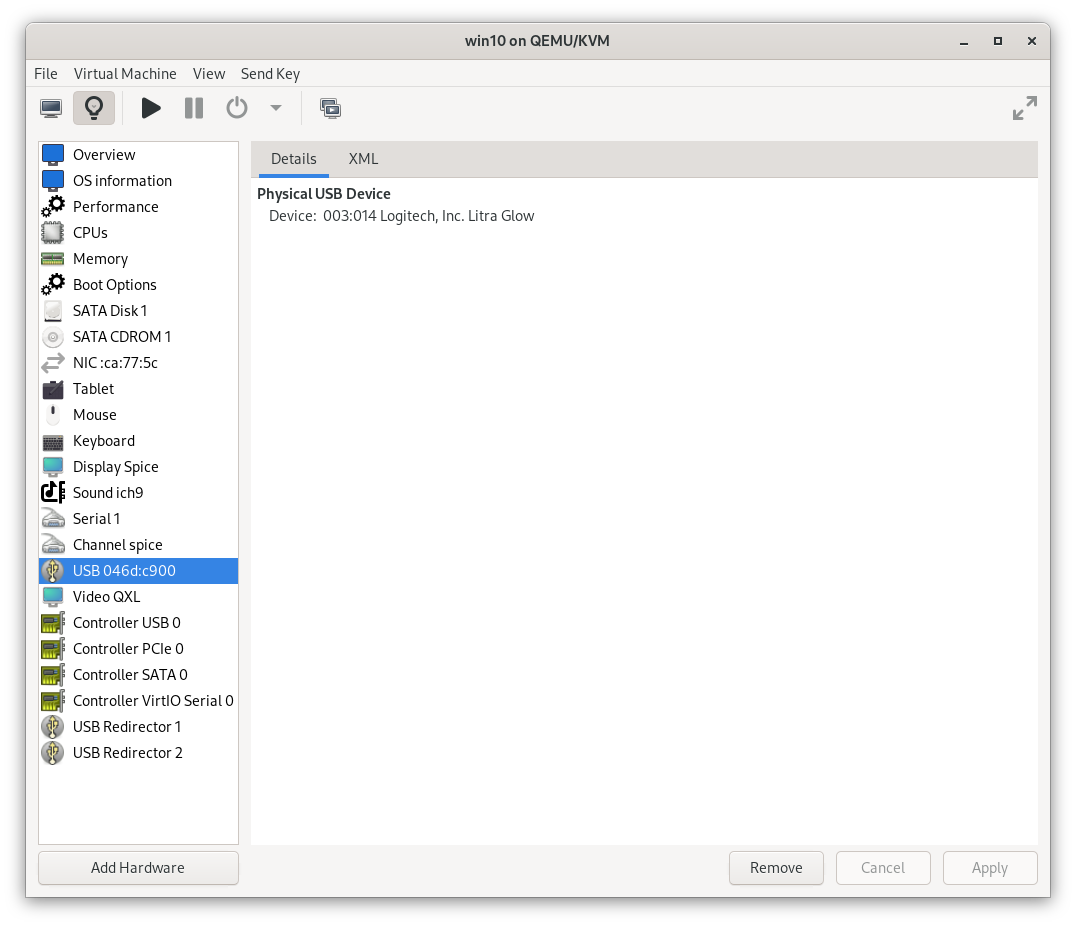 win10 on QEMU/KVM
File Virtual Machine View Send Key
Overview
OS information
Performance
CPUs
Memory
Boot Options
SATA Disk 1
SATA CDROM 1
NIC :ca:77:5c
Tablet
Mouse
Keyboard
Display Spice
Sound ich9
Serial 1
Channel spice
USB 046d:c900
Video QXL
Controller USB 0
Controller PCIe 0
Controller SATA 0
Controller VirtIO Serial 0
USB Redirector 1
USB Redirector 2
Add Hardware
Details XML
Physical USB Device
Device: 003:014 Logitech, Inc. Litra Glow
Remove Cancel Apply